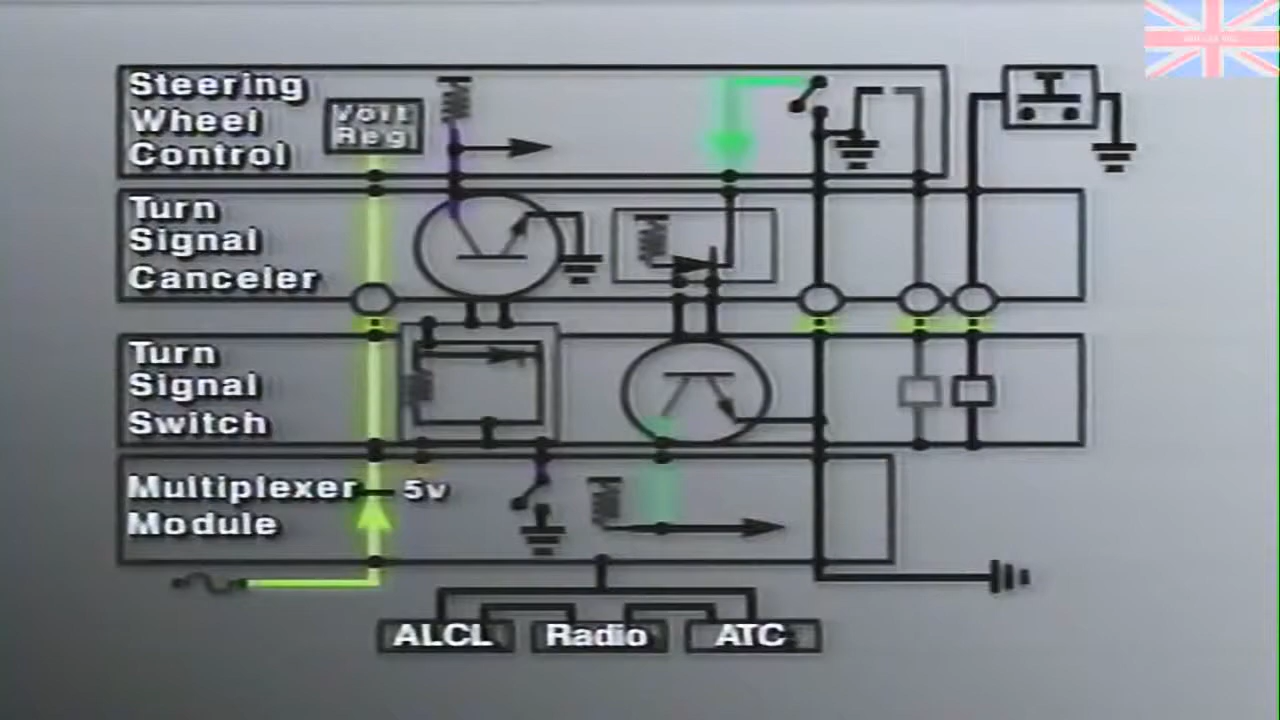 Steering
Wheel
Control
Volt
Reg
Turn
Signal
Canceler
Turn
Signal
Switch
Multiplexer
Module
5v
ALCL
Radio
ATC